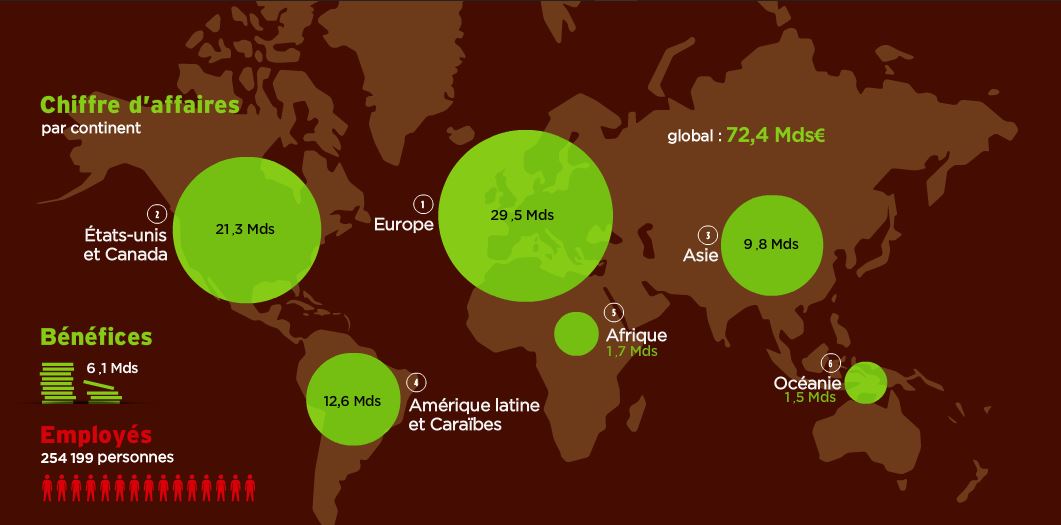 Chiffre d'affaires
par continent
global : 72,4 Mds€
1
Europe
29,5 Mds
2
États-unis
et Canada
21,3 Mds
3
Asie
9,8 Mds
4
Amérique latine
et Caraïbes
12,6 Mds
5
Afrique
1,7 Mds
6
Océanie
1,5 Mds
Bénéfices
6,1 Mds
Employés
254 199 personnes